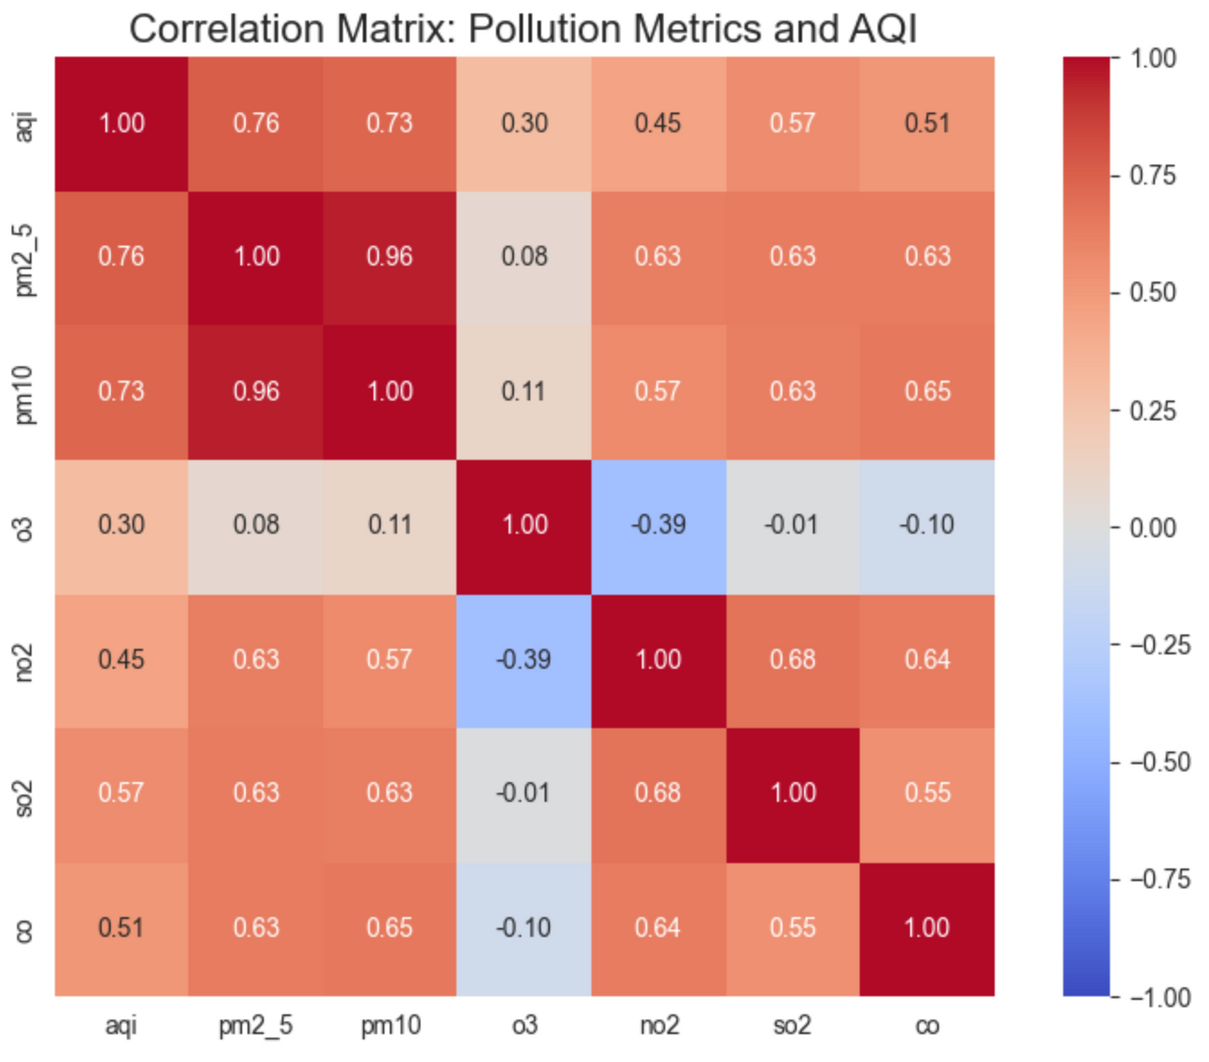 Correlation Matrix: Pollution Metrics and AQI
aqi 1.00 0.76 0.73 0.30 0.45 0.57 0.51
pm2_5 0.76 1.00 0.96 0.08 0.63 0.63 0.63
pm10 0.73 0.96 1.00 0.11 0.57 0.63 0.65
o3 0.30 0.08 0.11 1.00 -0.39 -0.01 -0.10
no2 0.45 0.63 0.57 -0.39 1.00 0.68 0.64
so2 0.57 0.63 0.63 -0.01 0.68 1.00 0.55
co 0.51 0.63 0.65 -0.10 0.64 0.55 1.00
aqi pm2_5 pm10 o3 no2 so2 co
1.00
0.75
0.50
0.25
0.00
−0.25
−0.50
−0.75
−1.00